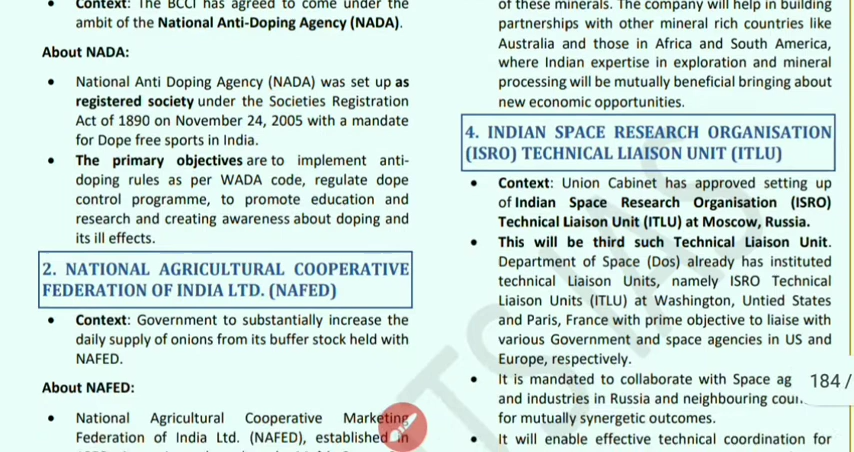 • Context: The BCCI has agreed to come under the
ambit of the National Anti-Doping Agency (NADA).
About NADA:
• National Anti Doping Agency (NADA) was set up as
registered society under the Societies Registration
Act of 1890 on November 24, 2005 with a mandate
for Dope free sports in India.
• The primary objectives are to implement anti-
doping rules as per WADA code, regulate dope
control programme, to promote education and
research and creating awareness about doping and
its ill effects.
2. NATIONAL AGRICULTURAL COOPERATIVE
FEDERATION OF INDIA LTD. (NAFED)
• Context: Government to substantially increase the
daily supply of onions from its buffer stock held with
NAFED.
About NAFED:
• National Agricultural Cooperative Marketing
Federation of India Ltd. (NAFED), established in
of these minerals. The company will help in building
partnerships with other mineral rich countries like
Australia and those in Africa and South America,
where Indian expertise in exploration and mineral
processing will be mutually beneficial bringing about
new economic opportunities.
4. INDIAN SPACE RESEARCH ORGANISATION
(ISRO) TECHNICAL LIAISON UNIT (ITLU)
• Context: Union Cabinet has approved setting up
of Indian Space Research Organisation (ISRO)
Technical Liaison Unit (ITLU) at Moscow, Russia.
• This will be third such Technical Liaison Unit.
Department of Space (Dos) already has instituted
technical Liaison Units, namely ISRO Technical
Liaison Units (ITLU) at Washington, Untied States
and Paris, France with prime objective to liaise with
various Government and space agencies in US and
Europe, respectively.
• It is mandated to collaborate with Space ag
and industries in Russia and neighbouring coun
for mutually synergetic outcomes.
• It will enable effective technical coordination for
184 /